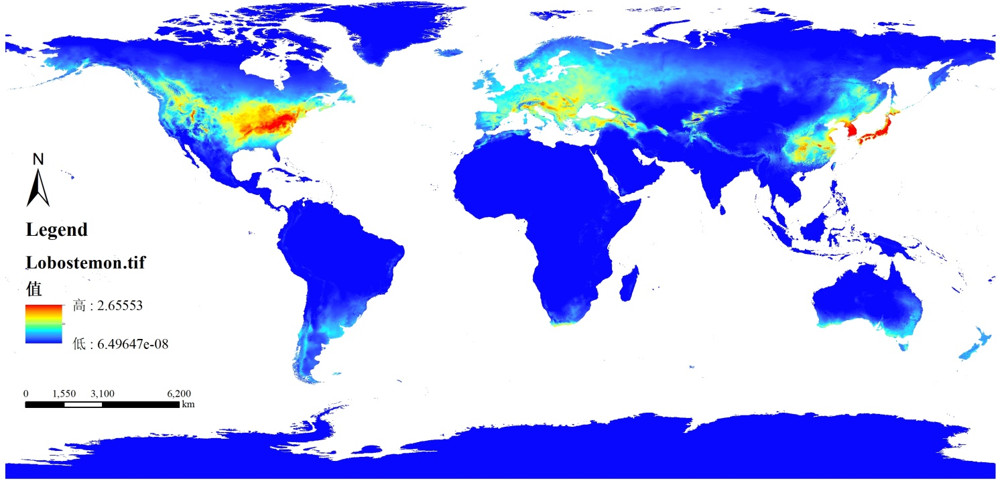 N
Legend
Lobostemon.tif
值
高 : 2.65553
低 : 6.49647e-08
0 1,550 3,100 6,200
km